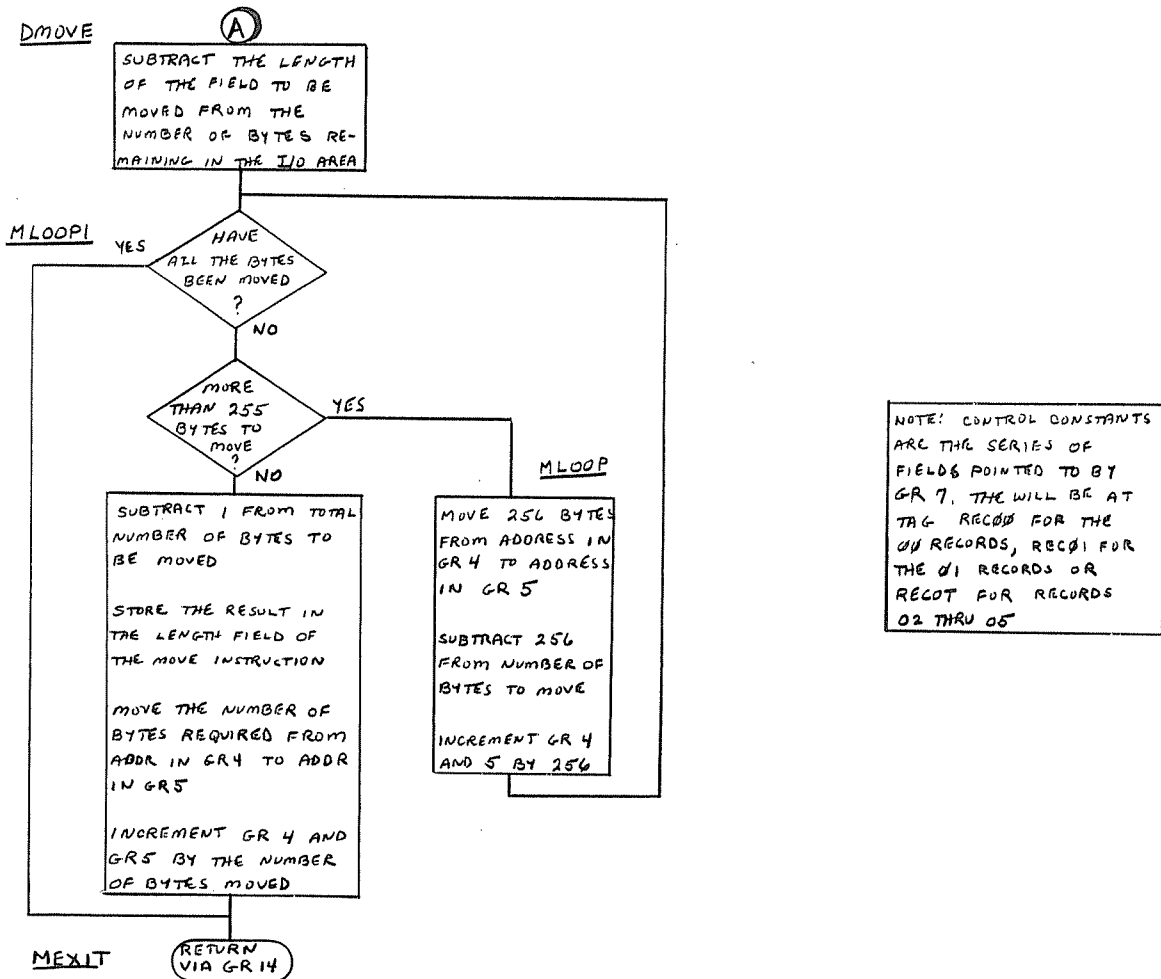 DMOVE
A
SUBTRACT THE LENGTH
OF THE FIELD TO BE
MOVED FROM THE
NUMBER OF BYTES RE-
MAINING IN THE I/O AREA
MLOOP1
YES
HAVE
ALL THE BYTES
BEEN MOVED
?
NO
MORE
THAN 255
BYTES TO
MOVE
?
YES
NO
SUBTRACT 1 FROM TOTAL
NUMBER OF BYTES TO
BE MOVED
STORE THE RESULT IN
THE LENGTH FIELD OF
THE MOVE INSTRUCTION
MOVE THE NUMBER OF
BYTES REQUIRED FROM
ADDR IN GR4 TO ADDR
IN GR5
INCREMENT GR 4 AND
GR5 BY THE NUMBER
OF BYTES MOVED
MLOOP
MOVE 256 BYTES
FROM ADDRESS IN
GR 4 TO ADDRESS
IN GR 5
SUBTRACT 256
FROM NUMBER OF
BYTES TO MOVE
INCREMENT GR 4
AND 5 BY 256
NOTE: CONTROL CONSTANTS
ARE THE SERIES OF
FIELDS POINTED TO BY
GR 7. THE WILL BE AT
TAG RECØØ FOR THE
ØØ RECORDS, RECØ1 FOR
THE Ø1 RECORDS OR
RECOT FOR RECORDS
02 THRU 05
MEXIT
RETURN
VIA GR 14